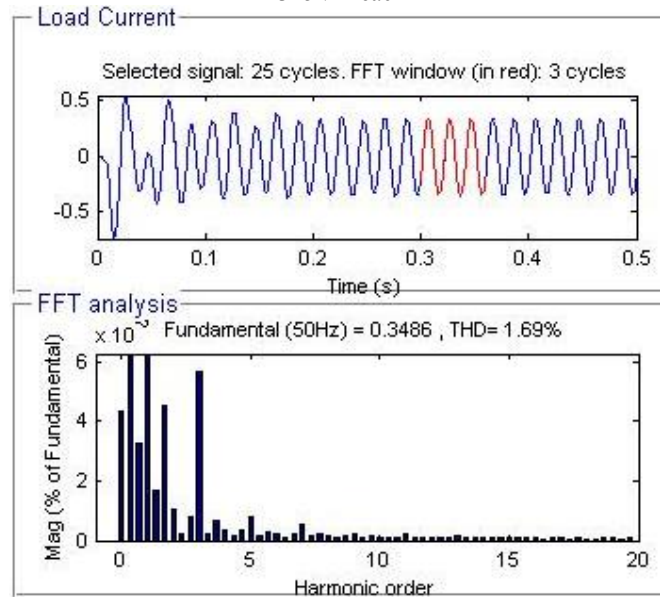 Load Current
Selected signal: 25 cycles. FFT window (in red): 3 cycles
0.5
0
-0.5
0 0.1 0.2 0.3 0.4 0.5
Time (s)
FFT analysis
x 10⁻³ Fundamental (50Hz) = 0.3486 , THD= 1.69%
Mag (% of Fundamental)
6
4
2
0
0 5 10 15 20
Harmonic order